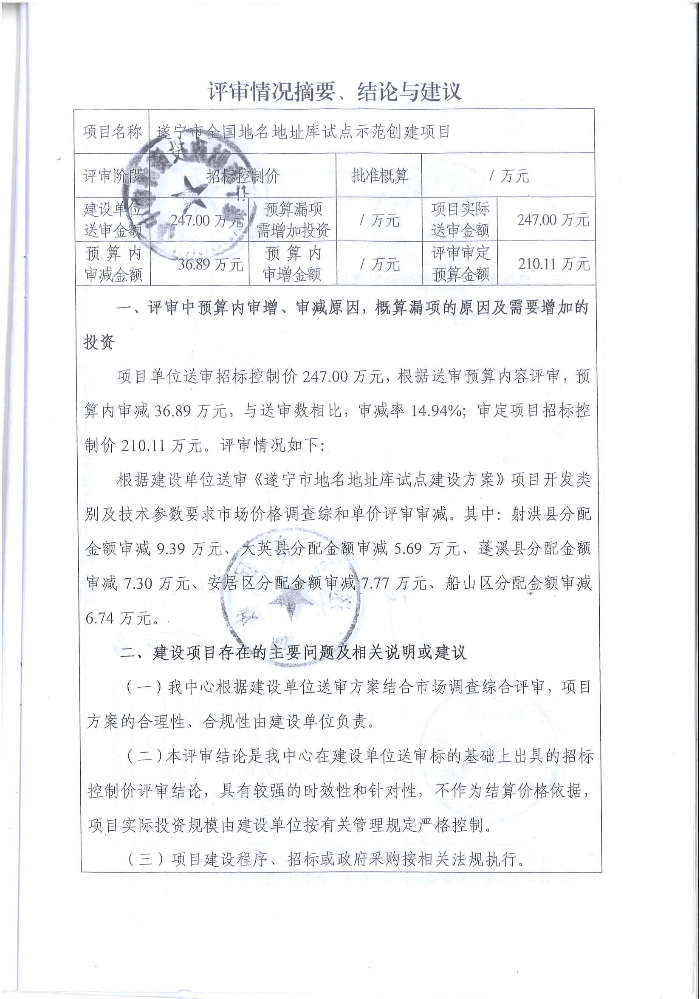 评审情况摘要、结论与建议
项目名称 遂宁市全国地名地址库试点示范创建项目
评审阶段 招标控制价 批准概算 / 万元
建设单位送审金额 247.00 万元 预算漏项需增加投资 / 万元 项目实际送审金额 247.00 万元
预算内审减金额 36.89 万元 预算内审增金额 / 万元 评审审定预算金额 210.11 万元
一、评审中预算内审增、审减原因，概算漏项的原因及需要增加的
投资
项目单位送审招标控制价 247.00 万元，根据送审预算内容评审，预
算内审减 36.89 万元，与送审数相比，审减率 14.94%；审定项目招标控
制价 210.11 万元。评审情况如下：
根据建设单位送审《遂宁市地名地址库试点建设方案》项目开发类
别及技术参数要求市场价格调查综和单价评审审减。其中：射洪县分配
金额审减 9.39 万元、大英县分配金额审减 5.69 万元、蓬溪县分配金额
审减 7.30 万元、安居区分配金额审减 7.77 万元、船山区分配金额审减
6.74 万元。
二、建设项目存在的主要问题及相关说明或建议
（一）我中心根据建设单位送审方案结合市场调查综合评审，项目
方案的合理性、合规性由建设单位负责。
（二）本评审结论是我中心在建设单位送审标的基础上出具的招标
控制价评审结论，具有较强的时效性和针对性，不作为结算价格依据，
项目实际投资规模由建设单位按有关管理规定严格控制。
（三）项目建设程序、招标或政府采购按相关法规执行。